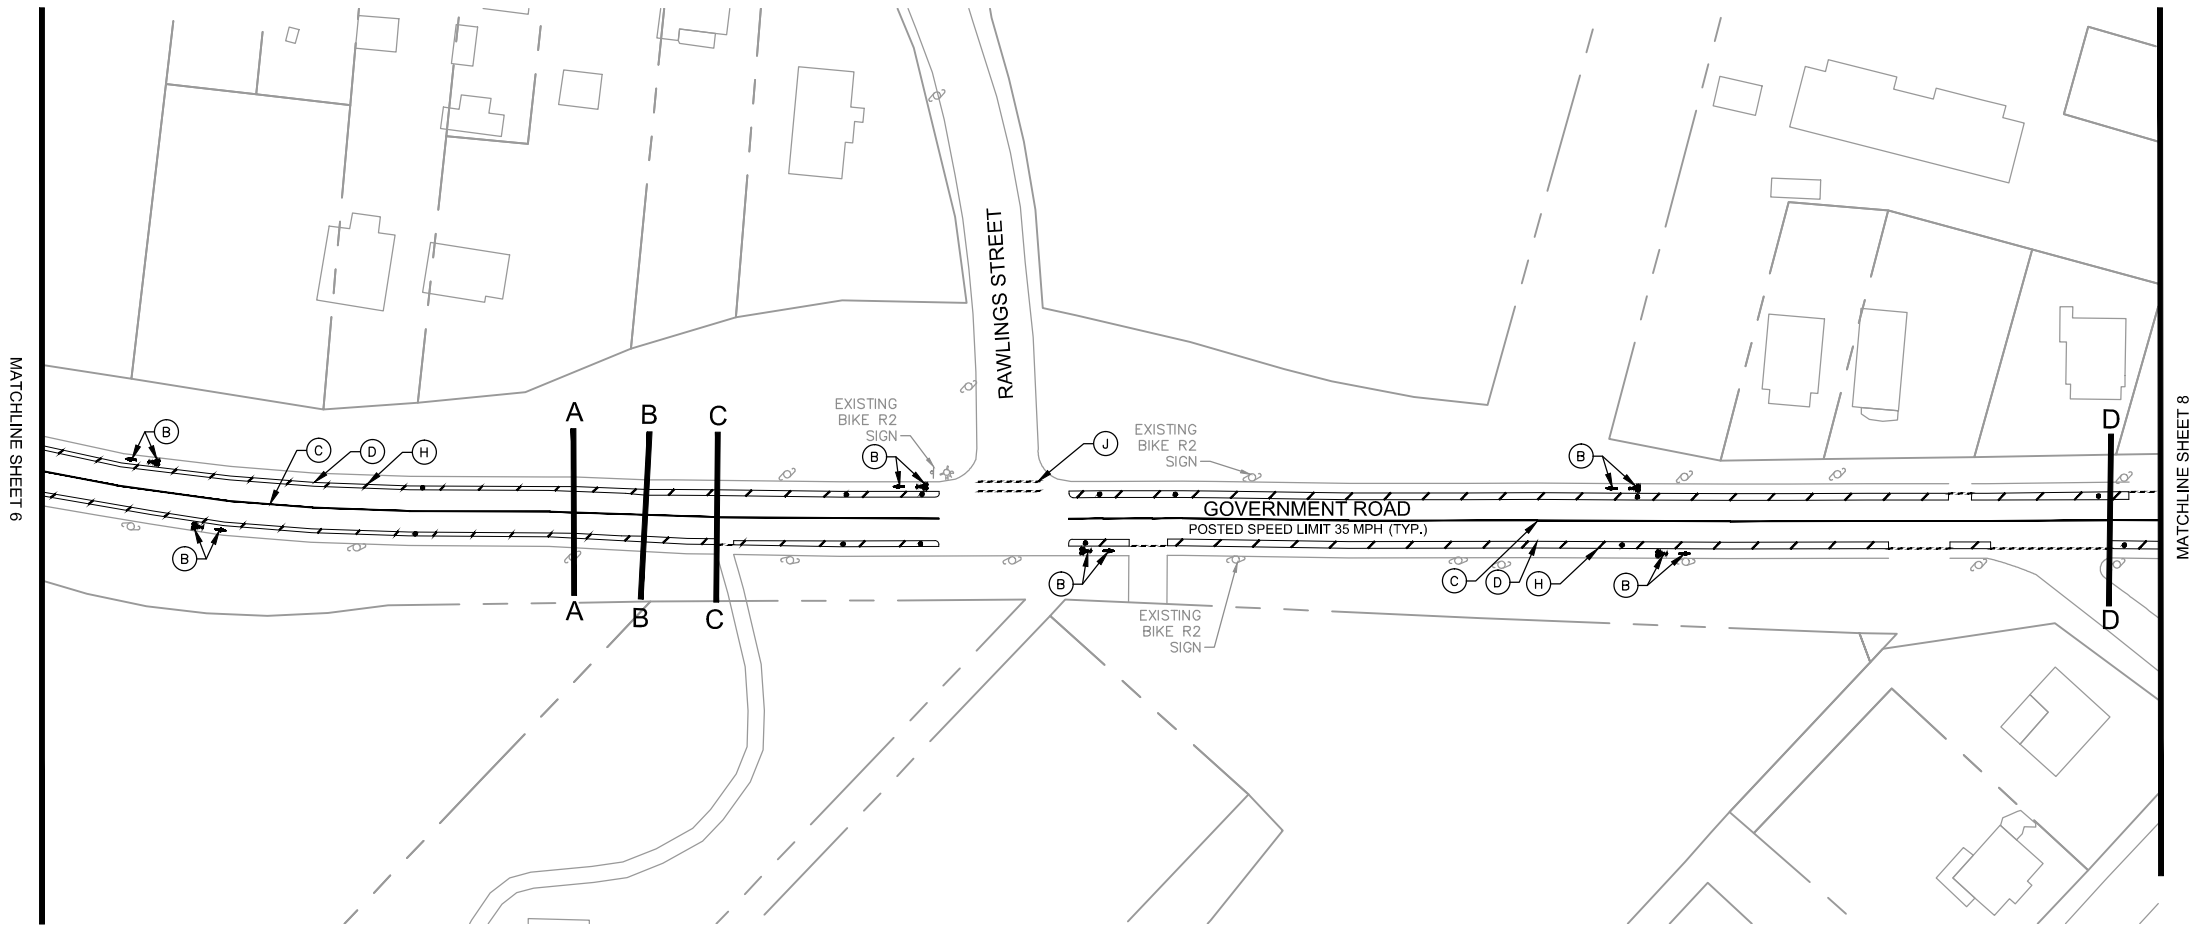 RAWLINGS STREET
MATCHLINE SHEET 6
MATCHLINE SHEET 8
A
B
C
D
EXISTING
BIKE R2
SIGN
EXISTING
BIKE R2
SIGN
B
C
D
H
B
J
B
GOVERNMENT ROAD
POSTED SPEED LIMIT 35 MPH (TYP.)
B
B
C
D
H
B
A
B
C
D
EXISTING
BIKE R2
SIGN